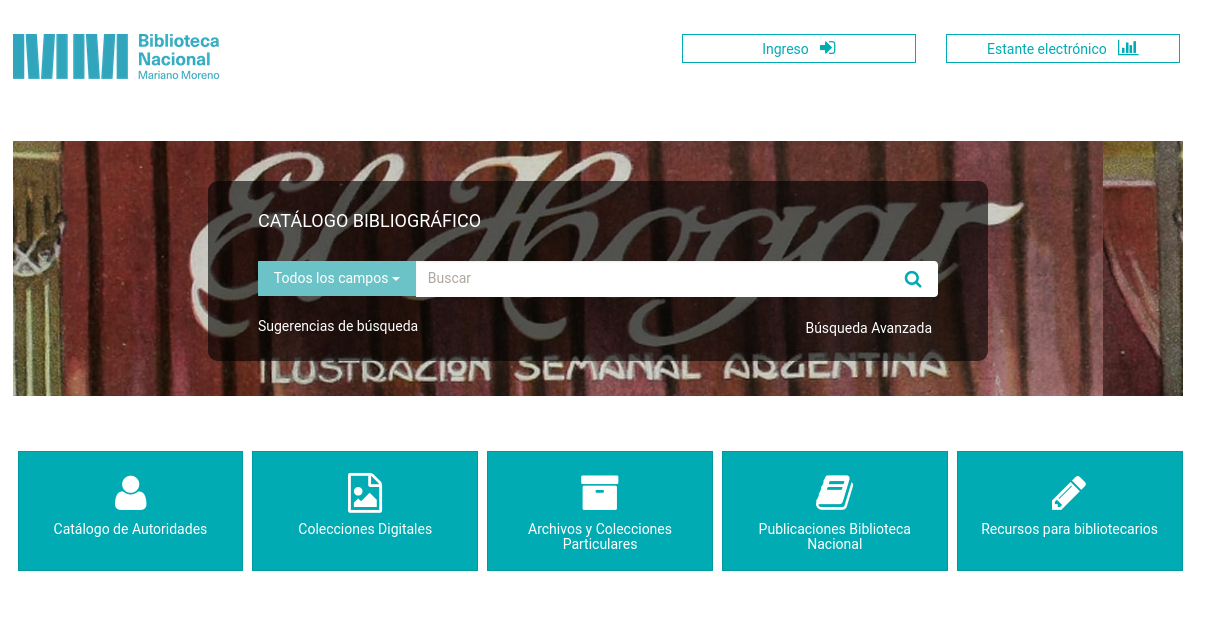 Biblioteca
Nacional
Mariano Moreno
Ingreso
Estante electrónico
El Hogar
CATÁLOGO BIBLIOGRÁFICO
Todos los campos
Buscar
Sugerencias de búsqueda
Búsqueda Avanzada
ILUSTRACION SEMANAL ARGENTINA
Catálogo de Autoridades
Colecciones Digitales
Archivos y Colecciones
Particulares
Publicaciones Biblioteca
Nacional
Recursos para bibliotecarios